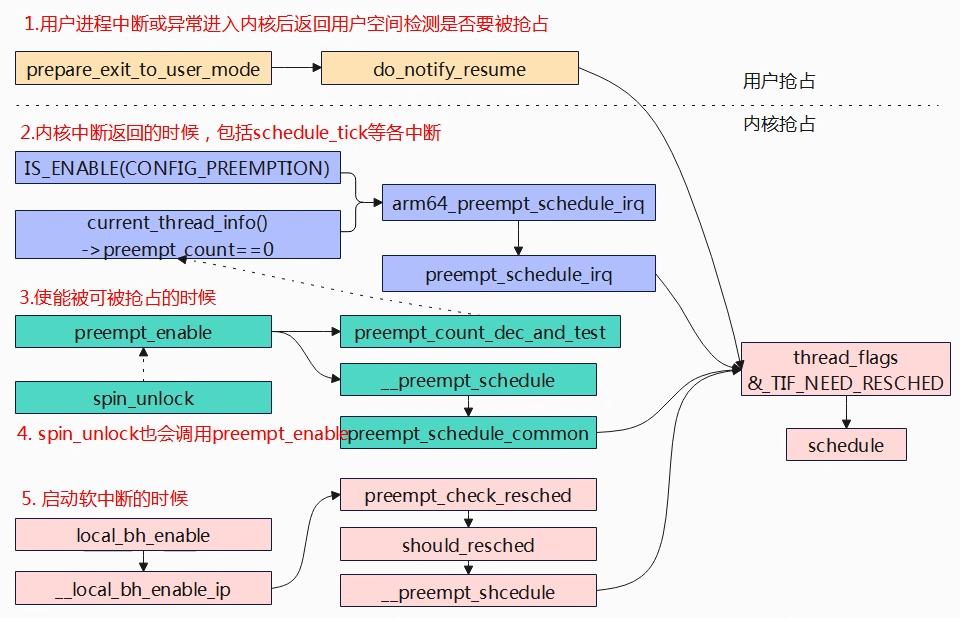 1.用户进程中断或异常进入内核后返回用户空间检测是否要被抢占
prepare_exit_to_user_mode
do_notify_resume
用户抢占
内核抢占
2.内核中断返回的时候，包括schedule_tick等各中断
IS_ENABLE(CONFIG_PREEMPTION)
current_thread_info()
->preempt_count==0
arm64_preempt_schedule_irq
preempt_schedule_irq
3.使能被可被抢占的时候
preempt_enable
preempt_count_dec_and_test
__preempt_schedule
spin_unlock
4. spin_unlock也会调用preempt_enable
preempt_schedule_common
thread_flags
&_TIF_NEED_RESCHED
schedule
5. 启动软中断的时候
local_bh_enable
__local_bh_enable_ip
preempt_check_resched
should_resched
__preempt_shcedule